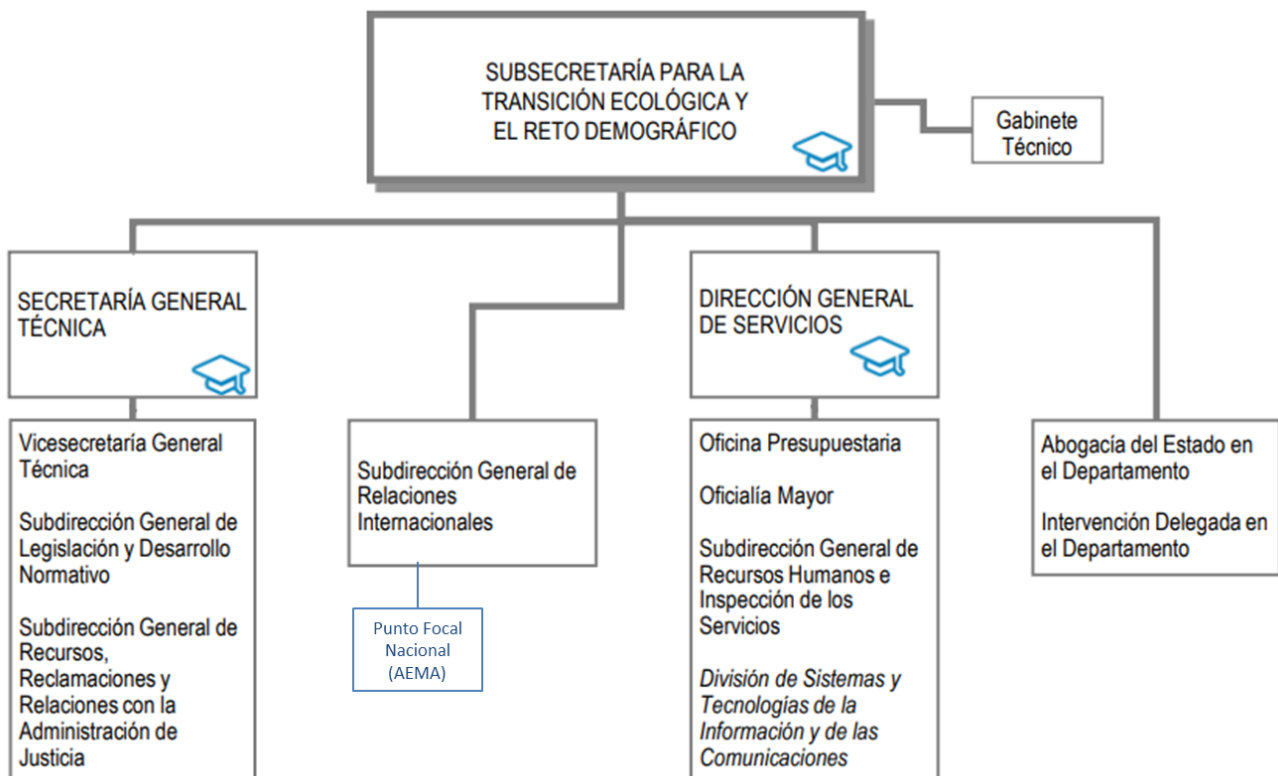 SUBSECRETARÍA PARA LA
TRANSICIÓN ECOLÓGICA Y
EL RETO DEMOGRÁFICO
Gabinete
Técnico
SECRETARÍA GENERAL
TÉCNICA
DIRECCIÓN GENERAL
DE SERVICIOS
Vicesecretaría General
Técnica
Subdirección General de
Legislación y Desarrollo
Normativo
Subdirección General de
Recursos,
Reclamaciones y
Relaciones con la
Administración de
Justicia
Subdirección General de
Relaciones
Internacionales
Punto Focal
Nacional
(AEMA)
Oficina Presupuestaria
Oficialía Mayor
Subdirección General de
Recursos Humanos e
Inspección de los
Servicios
División de Sistemas y
Tecnologías de la
Información y de las
Comunicaciones
Abogacía del Estado en
el Departamento
Intervención Delegada en
el Departamento